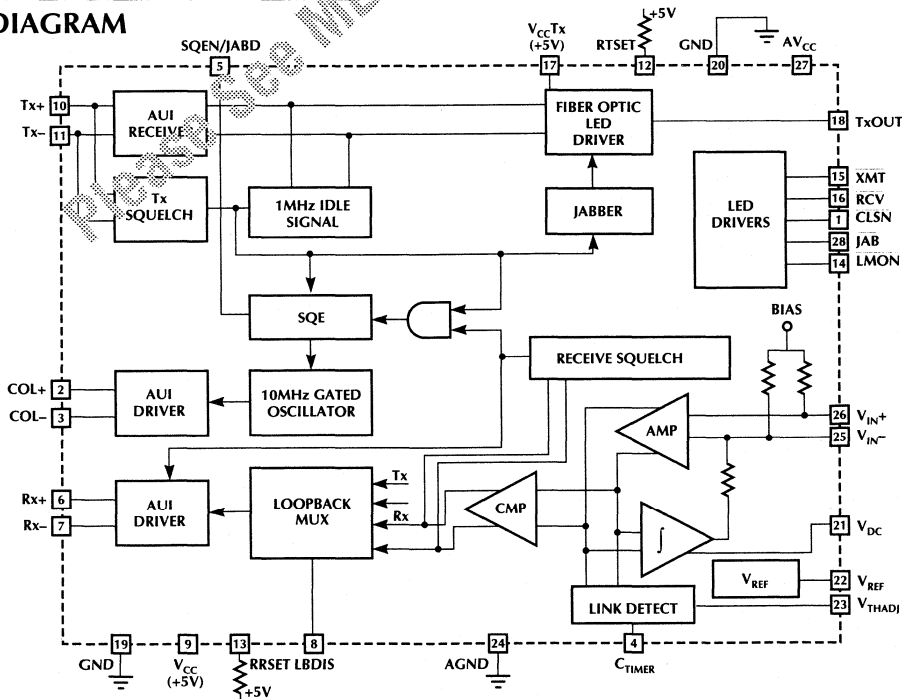 DIAGRAM
Please See ME
SQEN/JABD
VCCTx
(+5V)
RTSET
+5V
GND
AVCC
5
17
12
20
27
Tx+ 10
Tx– 11
AUI
RECEIVER
FIBER OPTIC
LED
DRIVER
18 TxOUT
Tx
SQUELCH
1MHz IDLE
SIGNAL
JABBER
LED
DRIVERS
15 XMT
16 RCV
1 CLSN
28 JAB
14 LMON
SQE
BIAS
RECEIVE SQUELCH
COL+ 2
COL– 3
AUI
DRIVER
10MHz GATED
OSCILLATOR
AMP
26 VIN+
25 VIN–
Rx+ 6
Rx– 7
AUI
DRIVER
LOOPBACK
MUX
Tx
Rx
CMP
∫
21 VDC
VREF
22 VREF
23 VTHADJ
LINK DETECT
19
9
13
8
24
4
GND
VCC
(+5V)
RRSET
LBDIS
+5V
AGND
CTIMER